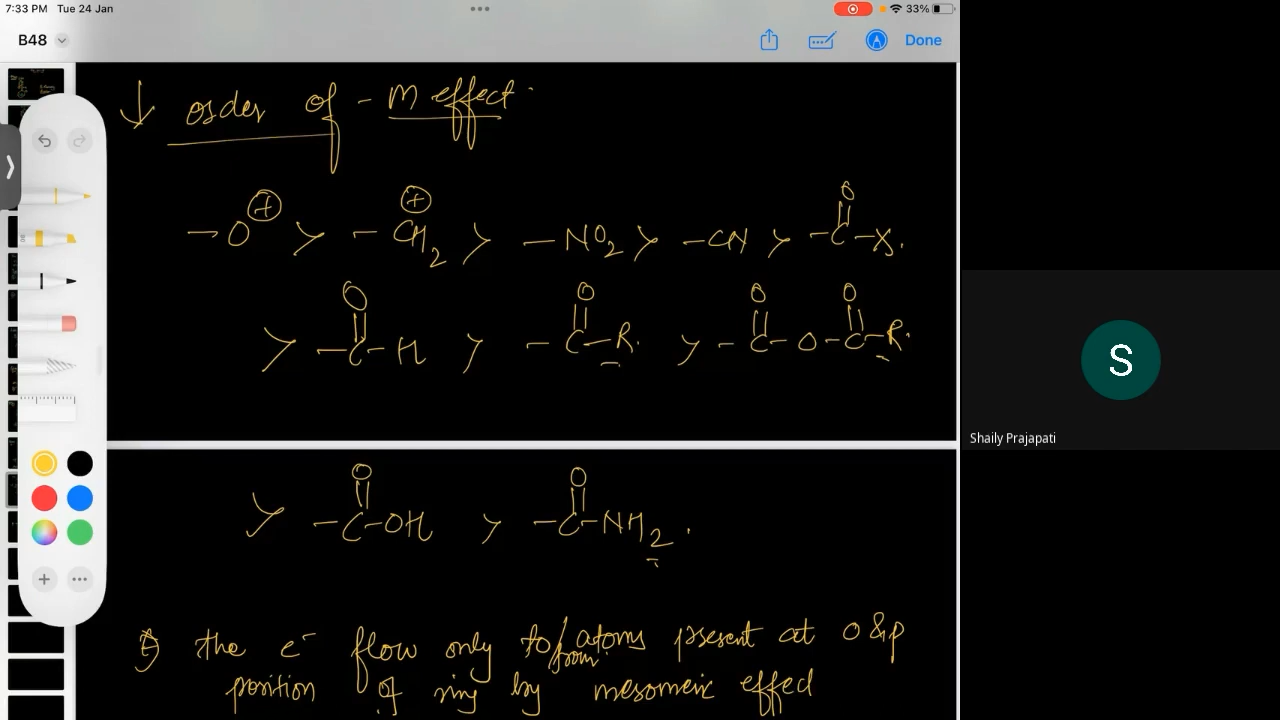 7:33 PM Tue 24 Jan
33%
B48
Done
↓ order of - M effect.
-O⊕ > -CH₂⊕ > -NO₂ > -CN > -C(=O)-X.
> -C(=O)-H > -C(=O)-R. > -C(=O)-O-C(=O)-R.
> -C(=O)-OH > -C(=O)-NH₂.
the e⁻ flow only to/from atoms present at o&p
position of ring by mesomeric effect
S
Shaily Prajapati